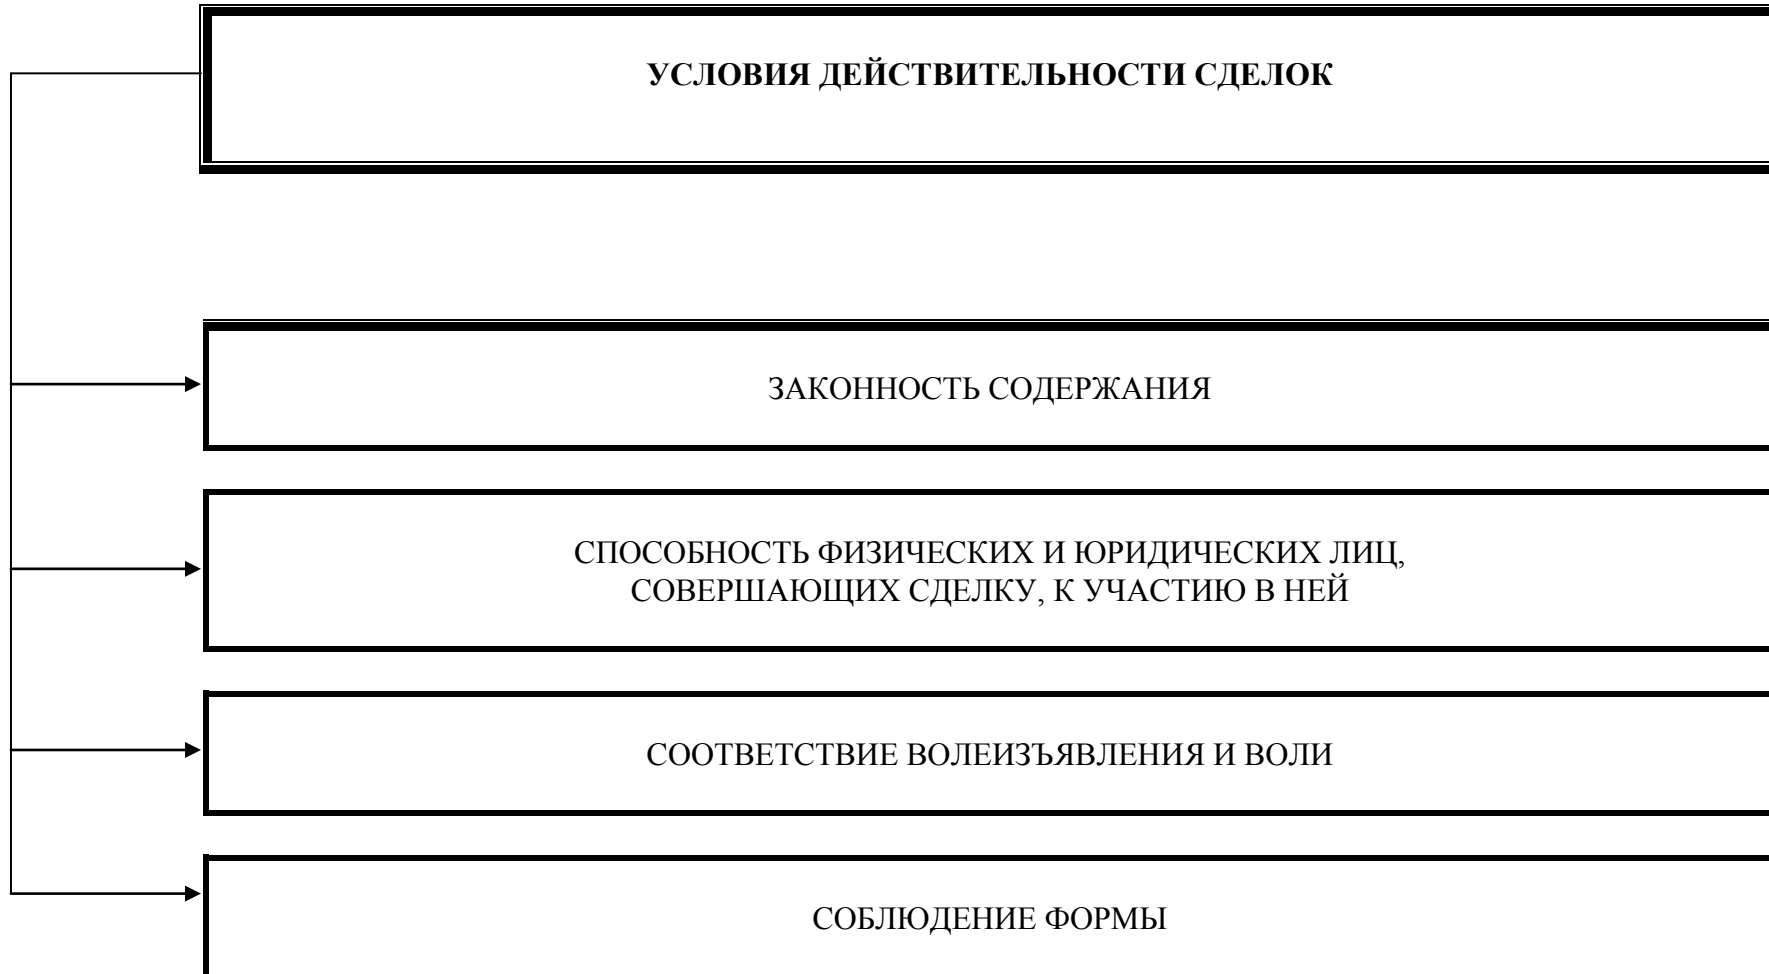 УСЛОВИЯ ДЕЙСТВИТЕЛЬНОСТИ СДЕЛОК
ЗАКОННОСТЬ СОДЕРЖАНИЯ
СПОСОБНОСТЬ ФИЗИЧЕСКИХ И ЮРИДИЧЕСКИХ ЛИЦ,
СОВЕРШАЮЩИХ СДЕЛКУ, К УЧАСТИЮ В НЕЙ
СООТВЕТСТВИЕ ВОЛЕИЗЪЯВЛЕНИЯ И ВОЛИ
СОБЛЮДЕНИЕ ФОРМЫ